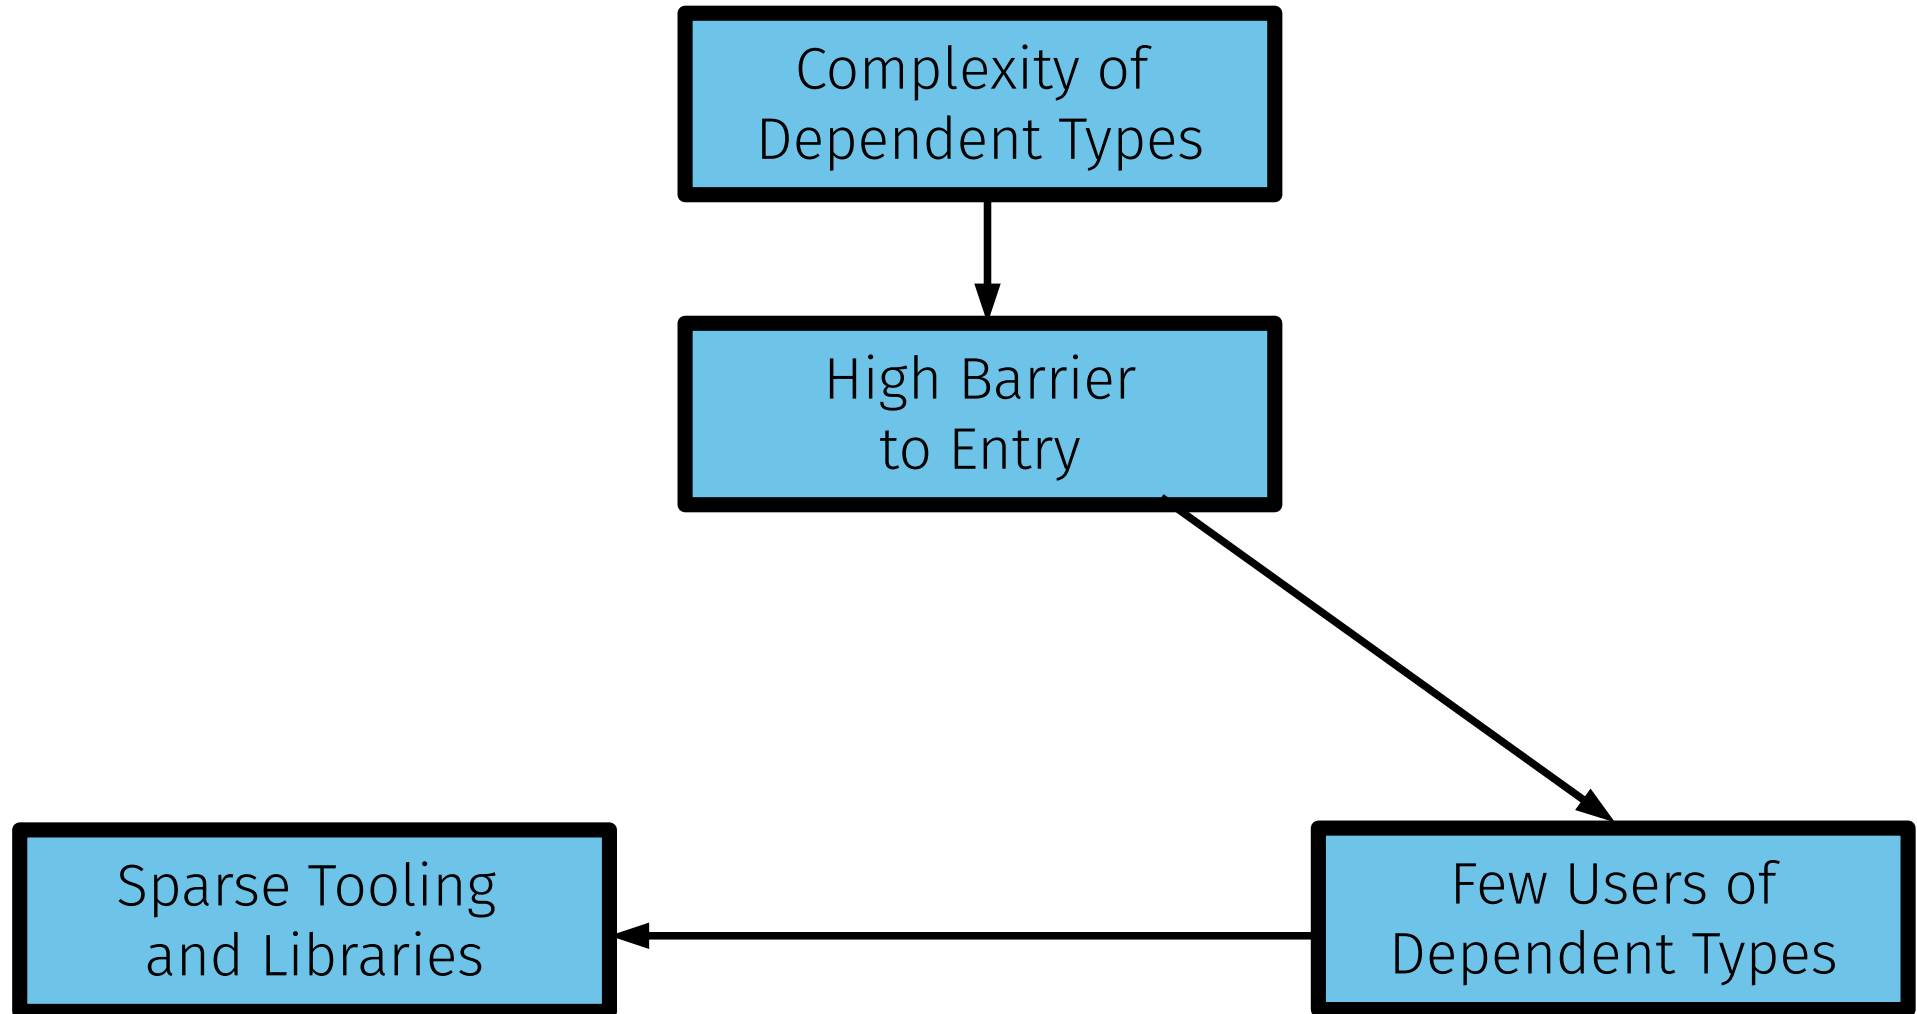 Complexity of
Dependent Types
High Barrier
to Entry
Sparse Tooling
and Libraries
Few Users of
Dependent Types